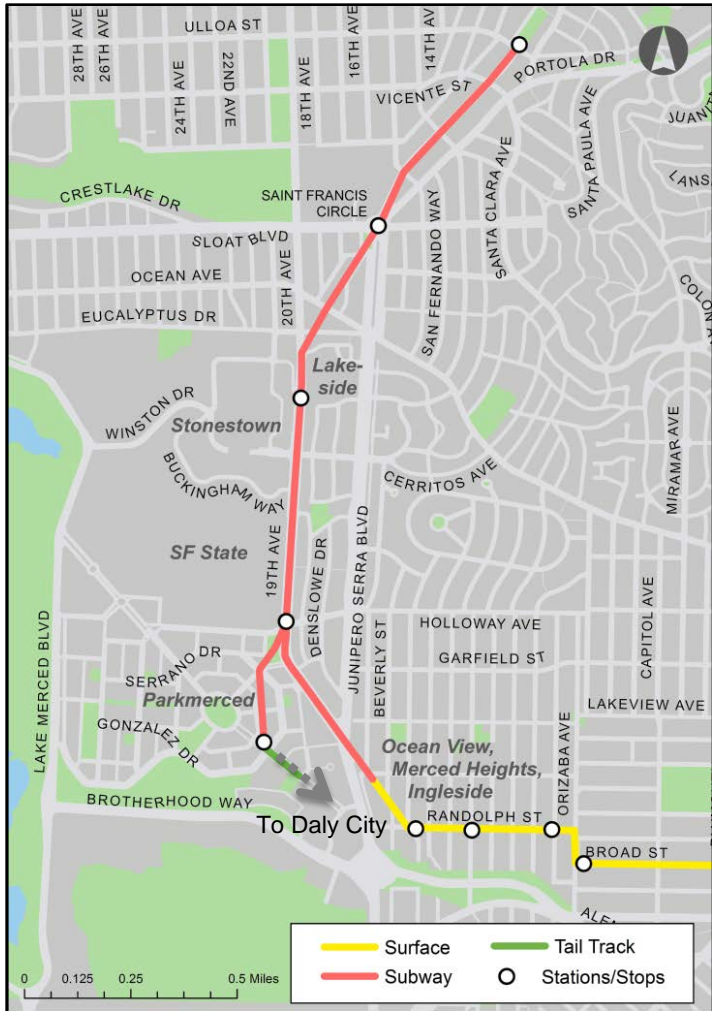 ULLOA ST
28TH AVE
26TH AVE
24TH AVE
22ND AVE
18TH AVE
16TH AVE
14TH AVE
PORTOLA DR
VICENTE ST
SANTA PAULA AVE
SANTA CLARA AVE
CRESTLAKE DR
SAINT FRANCIS
CIRCLE
SLOAT BLVD
SAN FERNANDO WAY
OCEAN AVE
20TH AVE
EUCALYPTUS DR
Lake-
side
WINSTON DR
Stonestown
MIRAMAR AVE
BUCKINGHAM WAY
CERRITOS AVE
SF State
19TH AVE
DENSLOWE DR
JUNIPERO SERRA BLVD
HOLLOWAY AVE
CAPITOL AVE
BEVERLY ST
GARFIELD ST
SERRANO DR
LAKE MERCED BLVD
Parkmerced
LAKEVIEW AVE
GONZALEZ DR
ORIZABA AVE
Ocean View,
Merced Heights,
Ingleside
BROTHERHOOD WAY
RANDOLPH ST
To Daly City
BROAD ST
Surface
Tail Track
Subway
Stations/Stops
0 0.125 0.25 0.5 Miles